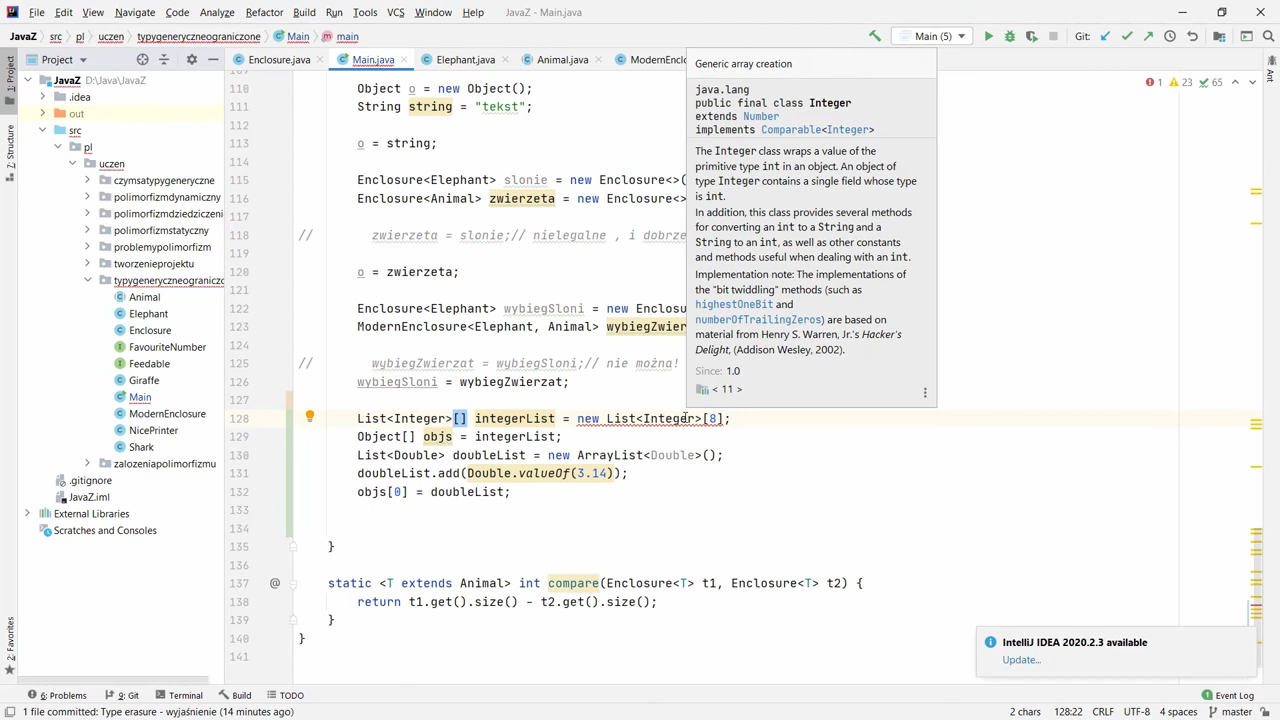 File Edit View Navigate Code Analyze Refactor Build Run Tools VCS Window Help JavaZ - Main.java
JavaZ src pl uczen typygeneryczneograniczone Main main Main (5) Git:
Project
Enclosure.java Main.java Elephant.java Animal.java ModernEnclo
1: Project
7: Structure
2: Favorites
Ant
JavaZ D:\Java\JavaZ
.idea
out
src
pl
uczen
czymsatypygeneryczne
polimorfizmdynamiczny
polimorfizmdziedziczeni
polimorfizmstatyczny
problemypolimorfizm
tworzenieprojektu
typygeneryczneograniczo
Animal
Elephant
Enclosure
FavouriteNumber
Feedable
Giraffe
Main
ModernEnclosure
NicePrinter
Shark
zalozeniapolimorfizmu
.gitignore
JavaZ.iml
External Libraries
Scratches and Consoles
1 23 65
109
110 Object o = new Object();
111 String string = "tekst";
112
113 o = string;
114
115 Enclosure<Elephant> slonie = new Enclosure<>(
116 Enclosure<Animal> zwierzeta = new Enclosure<>
117
118 // zwierzeta = slonie;// nielegalne , i dobrze
119
120 o = zwierzeta;
121
122 Enclosure<Elephant> wybiegSloni = new Enclosu
123 ModernEnclosure<Elephant, Animal> wybiegZwier
124
125 // wybiegZwierzat = wybiegSloni;// nie można!
126 wybiegSloni = wybiegZwierzat;
127
128 List<Integer>[] integerList = new List<Integer>[8];
129 Object[] objs = integerList;
130 List<Double> doubleList = new ArrayList<Double>();
131 doubleList.add(Double.valueOf(3.14));
132 objs[0] = doubleList;
133
134
135 }
136
137 @ static <T extends Animal> int compare(Enclosure<T> t1, Enclosure<T> t2) {
138 return t1.get().size() - t2.get().size();
139 }
140 }
141
Generic array creation
java.lang
public final class Integer
extends Number
implements Comparable<Integer>
The Integer class wraps a value of the
primitive type int in an object. An object of
type Integer contains a single field whose type
is int.
In addition, this class provides several methods
for converting an int to a String and a
String to an int, as well as other constants
and methods useful when dealing with an int.
Implementation note: The implementations of
the "bit twiddling" methods (such as
highestOneBit and
numberOfTrailingZeros) are based on
material from Henry S. Warren, Jr.'s Hacker's
Delight, (Addison Wesley, 2002).
Since: 1.0
< 11 >
IntelliJ IDEA 2020.2.3 available
Update...
6: Problems 9: Git Terminal Build TODO Event Log
1 file committed: Type erasure - wyjaśnienie (14 minutes ago) 2 chars 128:22 CRLF UTF-8 4 spaces master